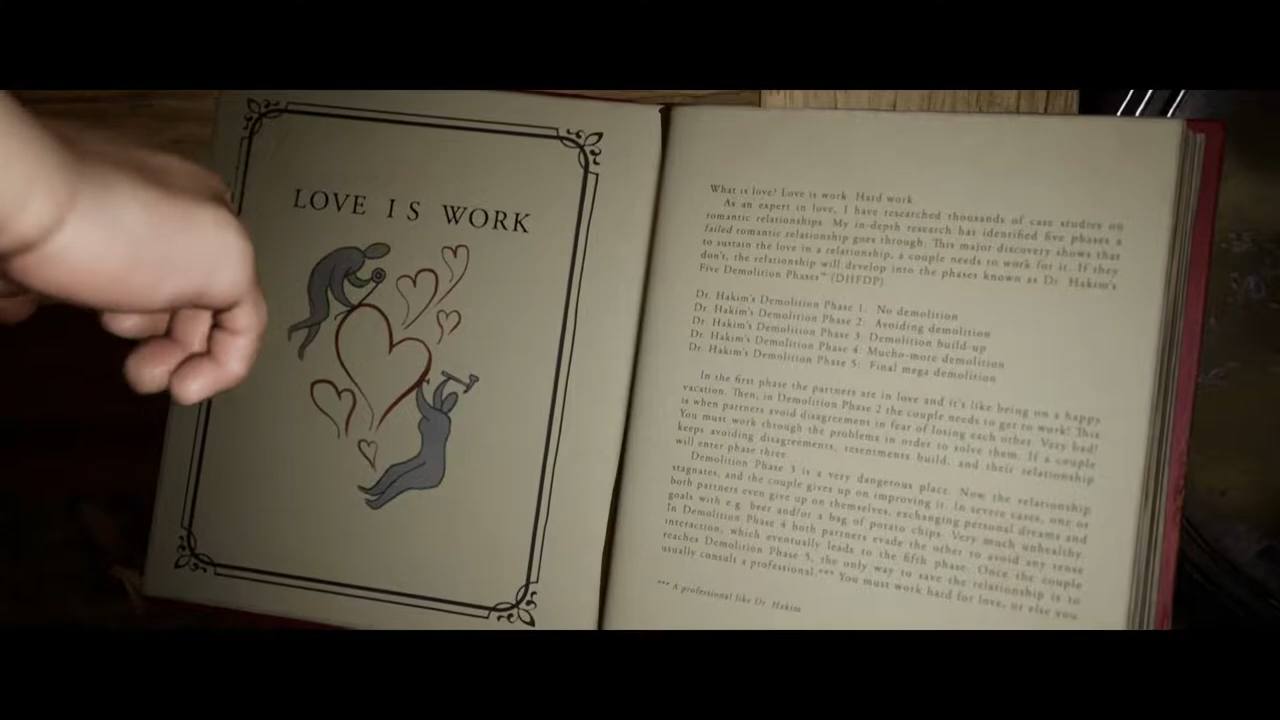 LOVE IS WORK
What is love? Love is work. Hard work
As an expert in love, I have researched thousands of case studies on
romantic relationships. My in-depth research has identified five phases a
failed romantic relationship goes through. This major discovery shows that
to sustain the love in a relationship, a couple needs to work for it. If they
don't, the relationship will develop into the phases known as Dr. Hakim's
Five Demolition Phases™ (DHFDP)
Dr. Hakim's Demolition Phase 1: No demolition
Dr. Hakim's Demolition Phase 2: Avoiding demolition
Dr. Hakim's Demolition Phase 3: Demolition build-up
Dr. Hakim's Demolition Phase 4: Mucho-more demolition
Dr. Hakim's Demolition Phase 5: Final mega demolition
In the first phase the partners are in love and it's like being on a happy
vacation. Then, in Demolition Phase 2 the couple needs to get to work! This
is when partners avoid disagreement in fear of losing each other. Very bad!
You must work through the problems in order to solve them. If a couple
keeps avoiding disagreements, resentments build, and their relationship
will enter phase three.
Demolition Phase 3 is a very dangerous place. Now the relationship
stagnates, and the couple gives up on improving it. In severe cases, one or
both partners even give up on themselves, exchanging personal dreams and
goals with e.g. beer and/or a bag of potato chips. Very much unhealthy.
In Demolition Phase 4 both partners evade the other to avoid any tense
interaction, which eventually leads to the fifth phase. Once the couple
reaches Demolition Phase 5, the only way to save the relationship is to
usually consult a professional.*** You must work hard for love, or else you
*** A professional like Dr. Hakim